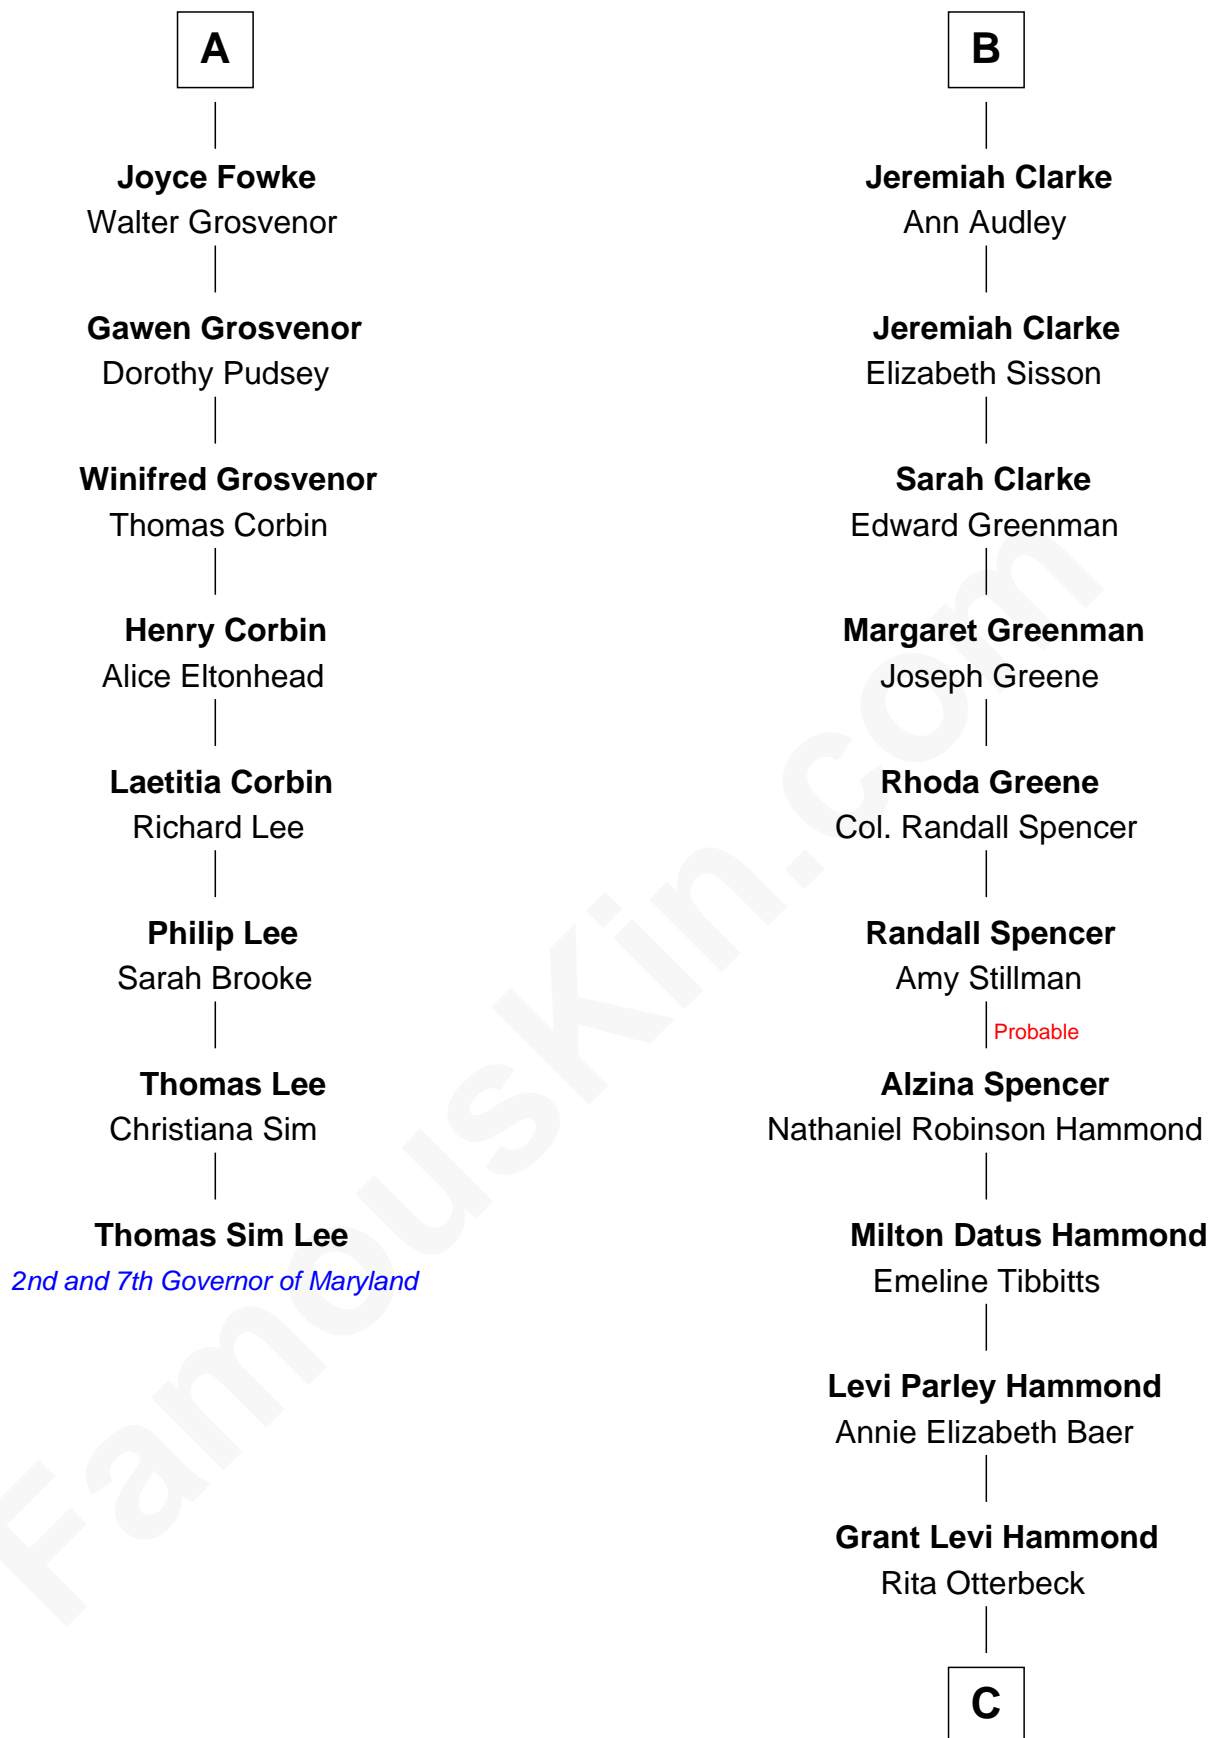 A
Joyce Fowke
Walter Grosvenor
Gawen Grosvenor
Dorothy Pudsey
Winifred Grosvenor
Thomas Corbin
Henry Corbin
Alice Eltonhead
Laetitia Corbin
Richard Lee
Philip Lee
Sarah Brooke
Thomas Lee
Christiana Sim
Thomas Sim Lee
2nd and 7th Governor of Maryland
B
Jeremiah Clarke
Ann Audley
Jeremiah Clarke
Elizabeth Sisson
Sarah Clarke
Edward Greenman
Margaret Greenman
Joseph Greene
Rhoda Greene
Col. Randall Spencer
Randall Spencer
Amy Stillman
Probable
Alzina Spencer
Nathaniel Robinson Hammond
Milton Datus Hammond
Emeline Tibbitts
Levi Parley Hammond
Annie Elizabeth Baer
Grant Levi Hammond
Rita Otterbeck
C
FamousKin.com